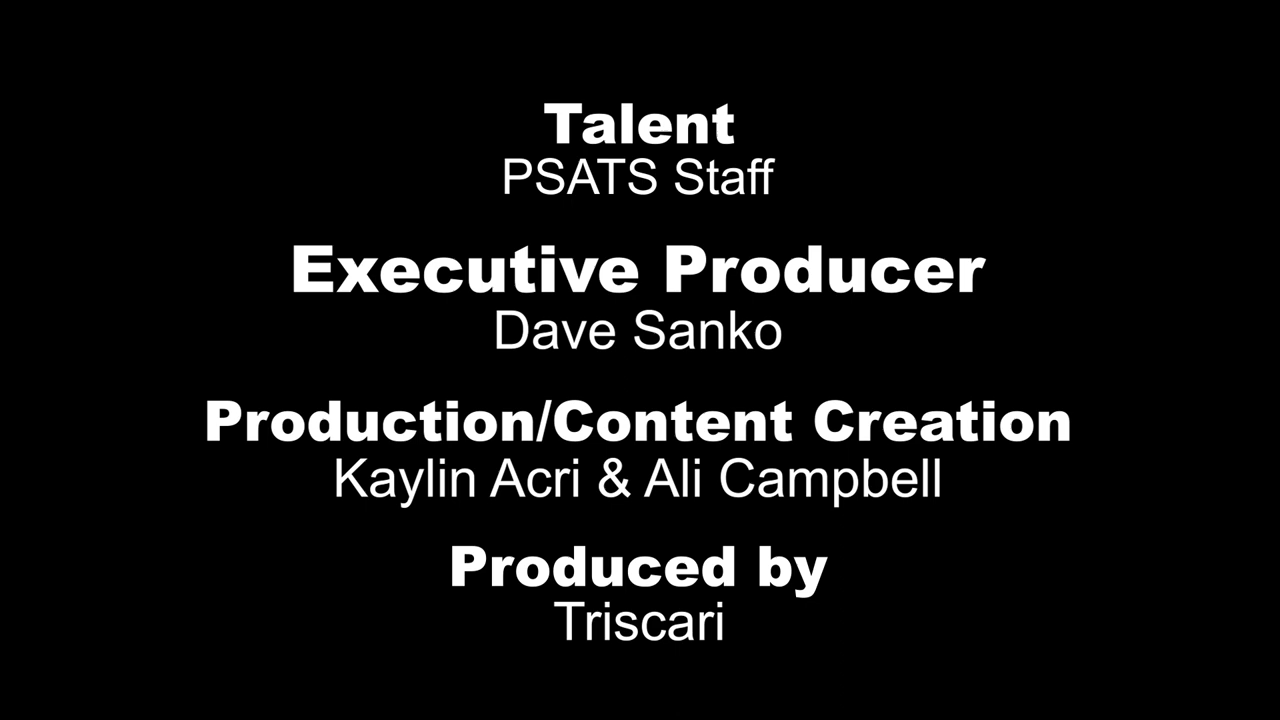 Talent
PSATS Staff
Executive Producer
Dave Sanko
Production/Content Creation
Kaylin Acri & Ali Campbell
Produced by
Triscari